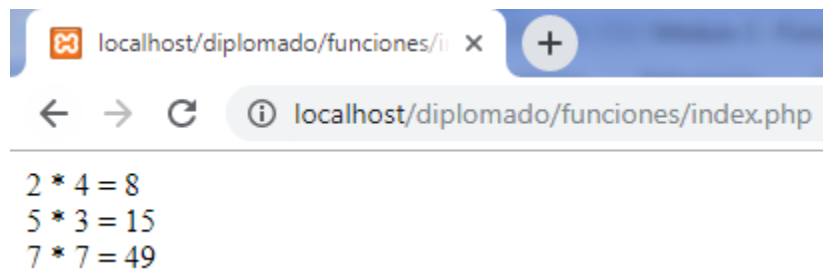 localhost/diplomado/funciones/i
localhost/diplomado/funciones/index.php
2 * 4 = 8
5 * 3 = 15
7 * 7 = 49